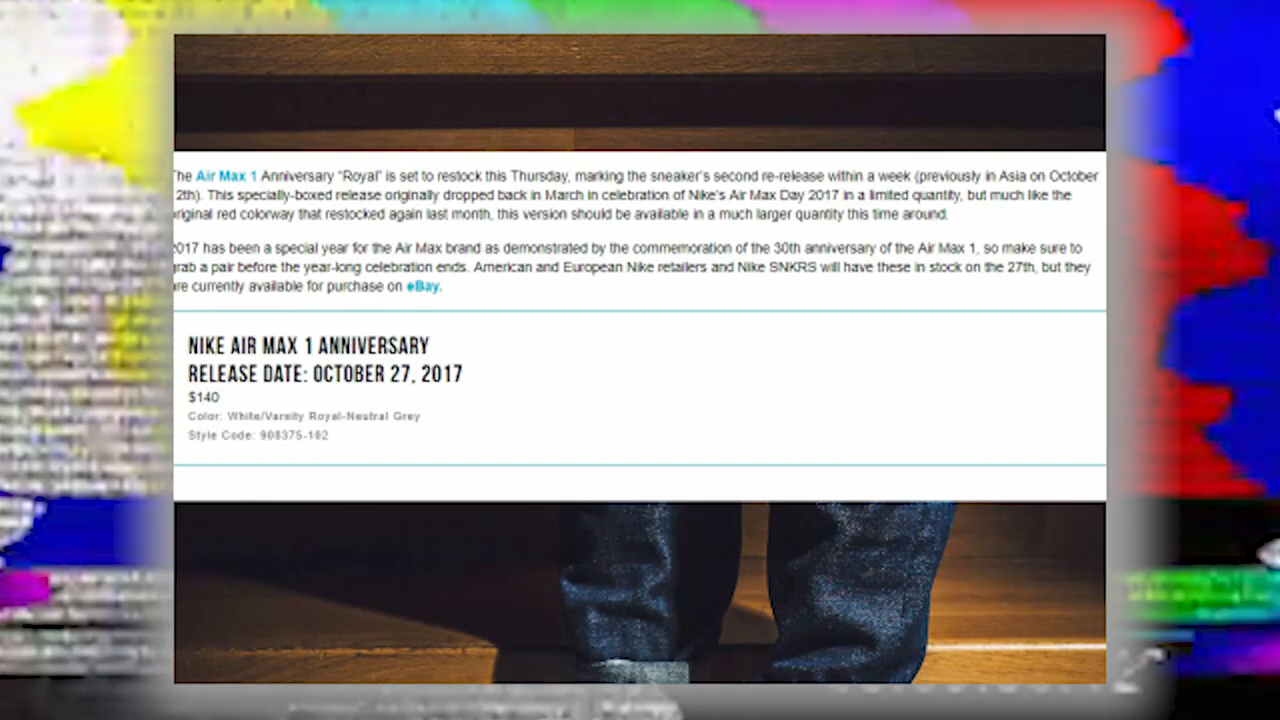 The Air Max 1 Anniversary “Royal” is set to restock this Thursday, marking the sneaker's second re-release within a week (previously in Asia on October
2th). This specially-boxed release originally dropped back in March in celebration of Nike's Air Max Day 2017 in a limited quantity, but much like the
original red colorway that restocked again last month, this version should be available in a much larger quantity this time around.
2017 has been a special year for the Air Max brand as demonstrated by the commemoration of the 30th anniversary of the Air Max 1, so make sure to
grab a pair before the year-long celebration ends. American and European Nike retailers and Nike SNKRS will have these in stock on the 27th, but they
are currently available for purchase on eBay.
NIKE AIR MAX 1 ANNIVERSARY
RELEASE DATE: OCTOBER 27, 2017
$140
Color: White/Varsity Royal-Neutral Grey
Style Code: 908375-102